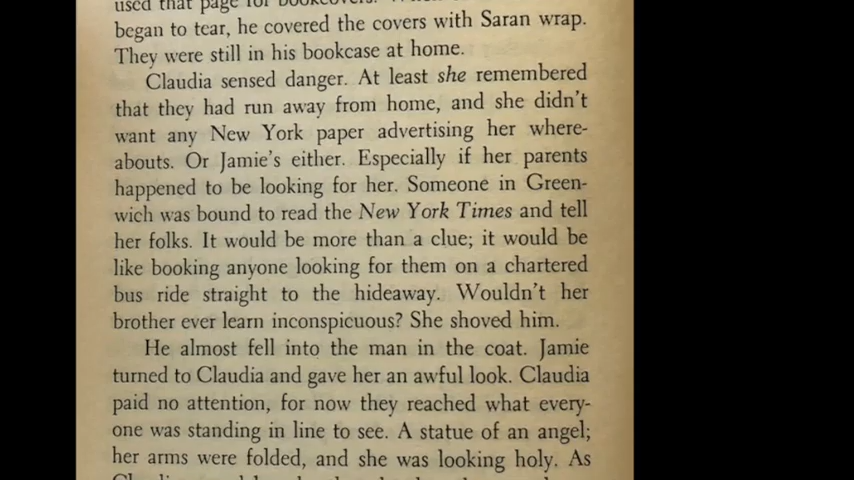 used that page for bookcovers.
began to tear, he covered the covers with Saran wrap.
They were still in his bookcase at home.
Claudia sensed danger. At least she remembered
that they had run away from home, and she didn't
want any New York paper advertising her where-
abouts. Or Jamie's either. Especially if her parents
happened to be looking for her. Someone in Green-
wich was bound to read the New York Times and tell
her folks. It would be more than a clue; it would be
like booking anyone looking for them on a chartered
bus ride straight to the hideaway. Wouldn't her
brother ever learn inconspicuous? She shoved him.
He almost fell into the man in the coat. Jamie
turned to Claudia and gave her an awful look. Claudia
paid no attention, for now they reached what every-
one was standing in line to see. A statue of an angel;
her arms were folded, and she was looking holy. As